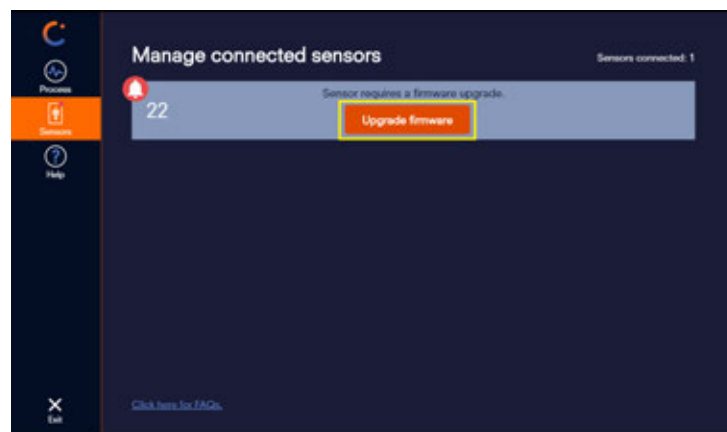 Manage connected sensors
Sensors connected: 1
Process
Sensors
Help
Exit
22
Sensor requires a firmware upgrade.
Upgrade firmware
Click here for FAQs.